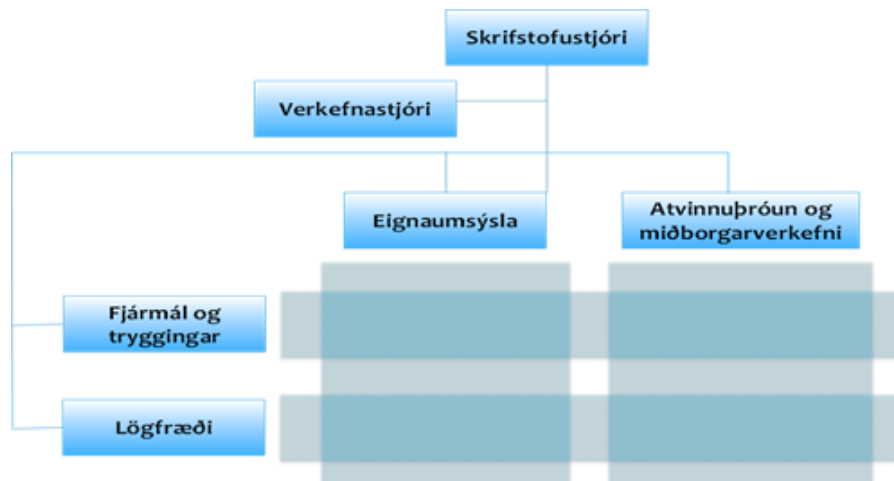 Skrifstofustjóri
Verkefnastjóri
Eignaumsýsla
Atvinnuþróun og
miðborgarverkefni
Fjármál og
tryggingar
Lögfræði